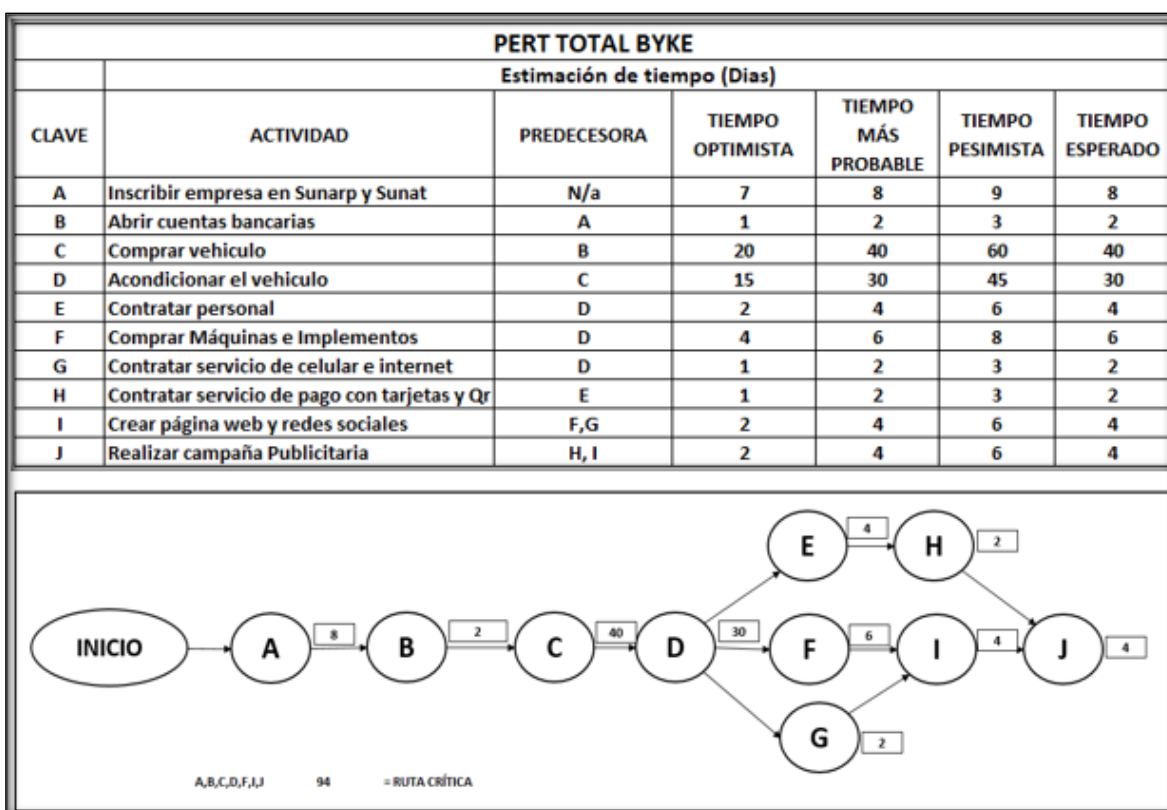 PERT TOTAL BYKE
Estimación de tiempo (Dias)
CLAVE ACTIVIDAD PREDECESORA TIEMPO OPTIMISTA TIEMPO MÁS PROBABLE TIEMPO PESIMISTA TIEMPO ESPERADO
A Inscribir empresa en Sunarp y Sunat N/a 7 8 9 8
B Abrir cuentas bancarias A 1 2 3 2
C Comprar vehiculo B 20 40 60 40
D Acondicionar el vehiculo C 15 30 45 30
E Contratar personal D 2 4 6 4
F Comprar Máquinas e Implementos D 4 6 8 6
G Contratar servicio de celular e internet D 1 2 3 2
H Contratar servicio de pago con tarjetas y Qr E 1 2 3 2
I Crear página web y redes sociales F,G 2 4 6 4
J Realizar campaña Publicitaria H, I 2 4 6 4
E 4 H 2
INICIO A 8 B 2 C 40 D 30 F 6 I 4 J 4
G 2
A,B,C,D,F,I,J 94 = RUTA CRÍTICA